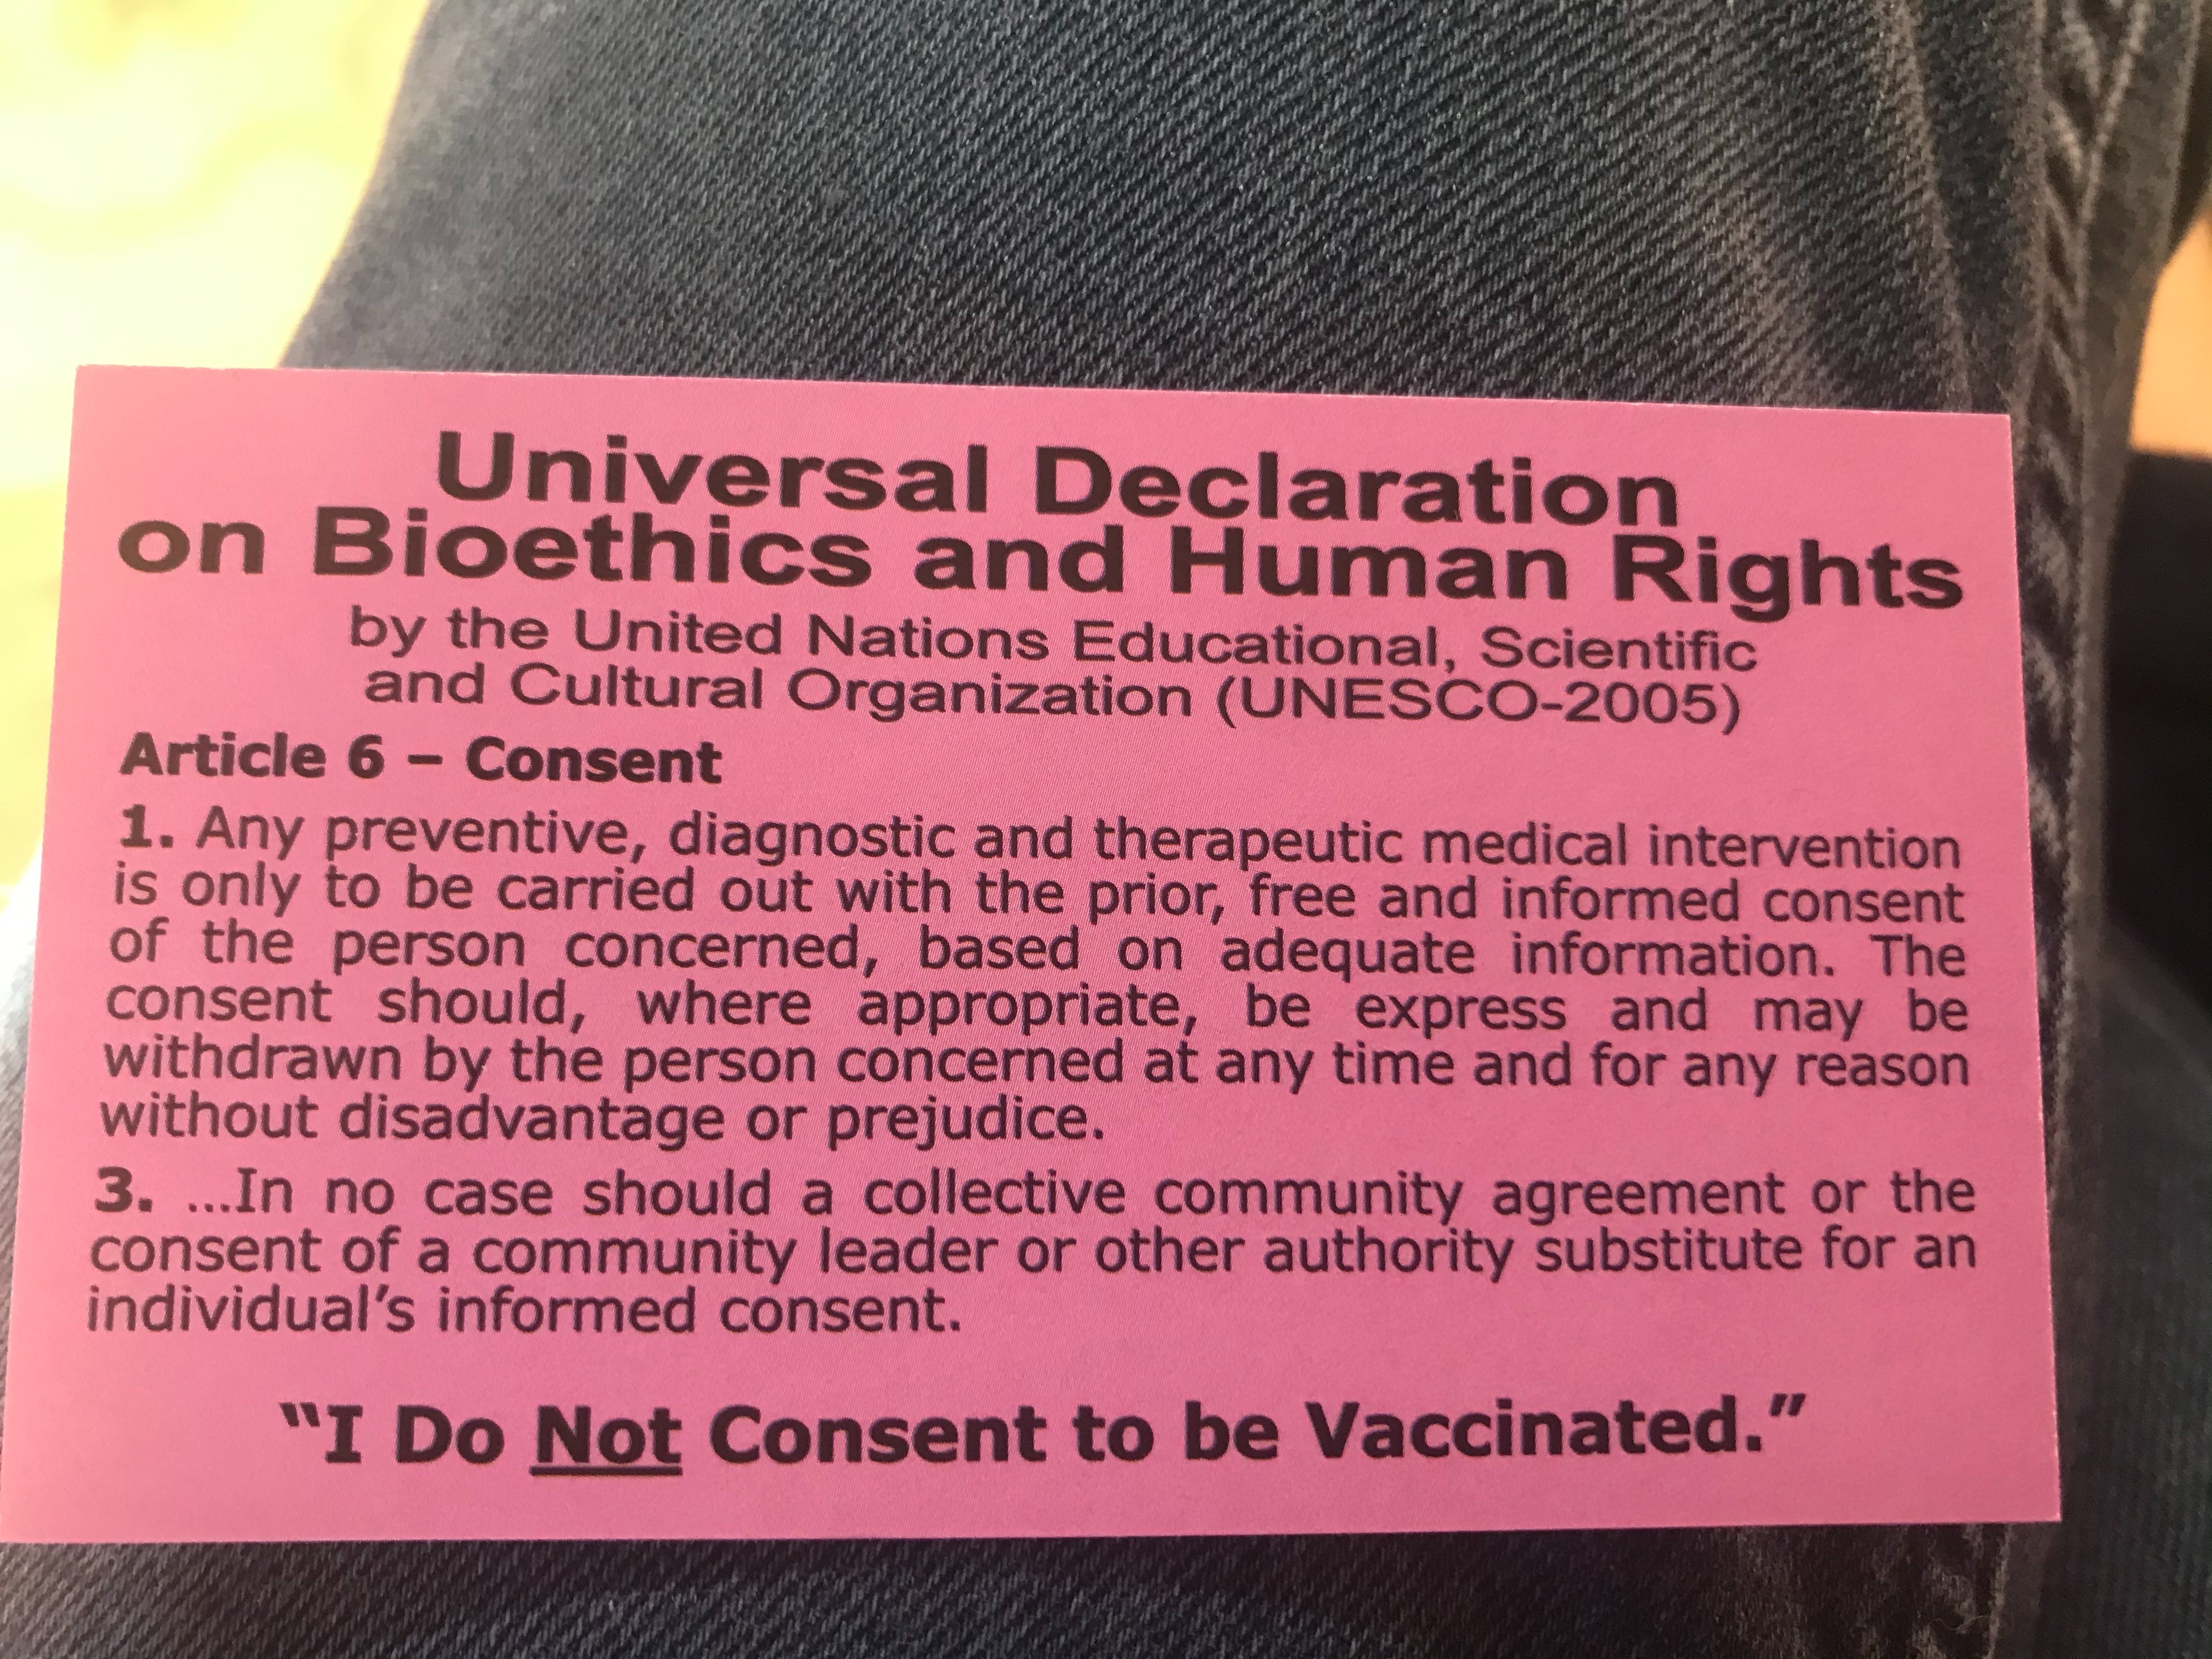 Universal Declaration
on Bioethics and Human Rights
by the United Nations Educational, Scientific
and Cultural Organization (UNESCO-2005)
Article 6 – Consent
1. Any preventive, diagnostic and therapeutic medical intervention
is only to be carried out with the prior, free and informed consent
of the person concerned, based on adequate information. The
consent should, where appropriate, be express and may be
withdrawn by the person concerned at any time and for any reason
without disadvantage or prejudice.
3. ...In no case should a collective community agreement or the
consent of a community leader or other authority substitute for an
individual’s informed consent.
“I Do Not Consent to be Vaccinated.”